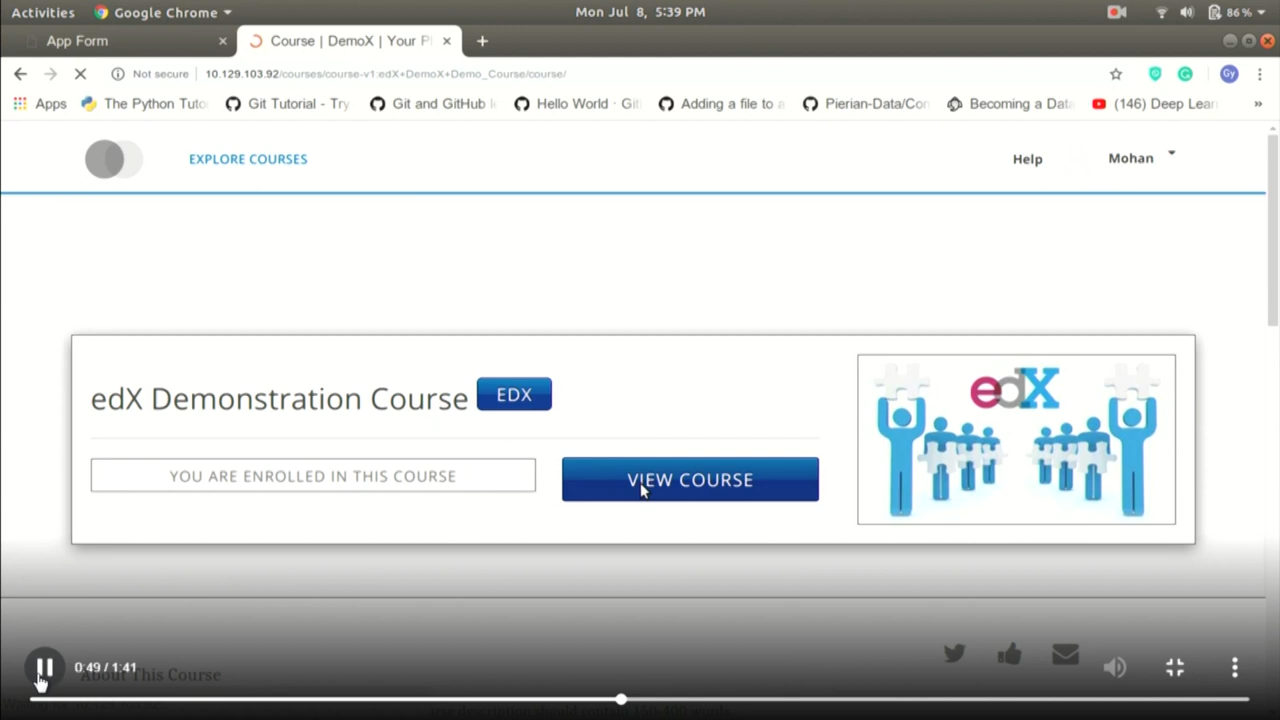 Activities Google Chrome Mon Jul 8, 5:39 PM 86%
App Form Course | DemoX | Your P
Not secure 10.129.103.92/courses/course-v1:edX+DemoX+Demo_Course/course/ Gy
Apps The Python Tuto Git Tutorial - Try Git and GitHub Hello World · Git Adding a file to a Pierian-Data/Con Becoming a Data (146) Deep Lear »
EXPLORE COURSES Help Mohan
edX Demonstration Course EDX
edX
YOU ARE ENROLLED IN THIS COURSE VIEW COURSE
0:49 / 1:41
About This Course